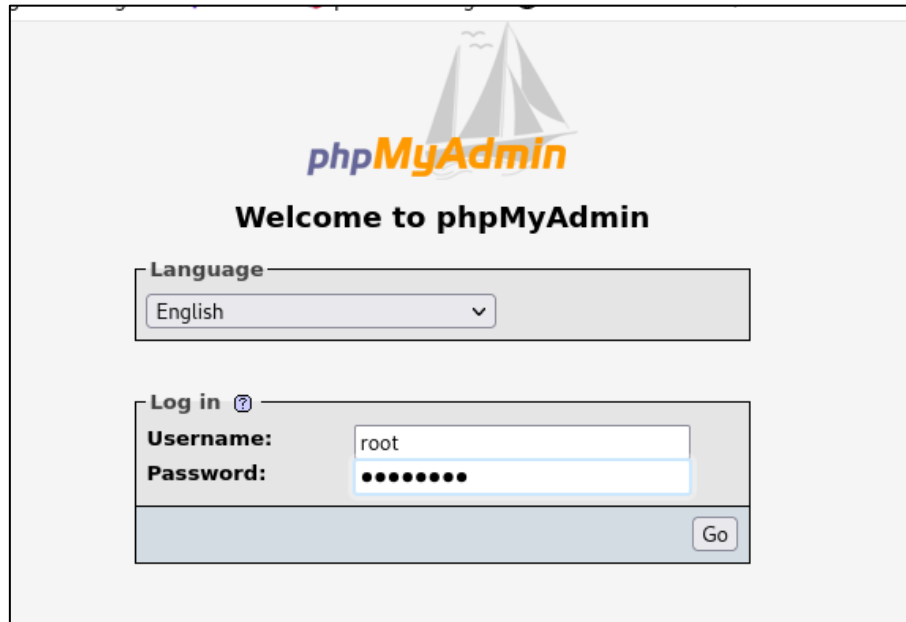 phpMyAdmin
Welcome to phpMyAdmin
Language
English
Log in
Username: root
Password: ••••••••
Go